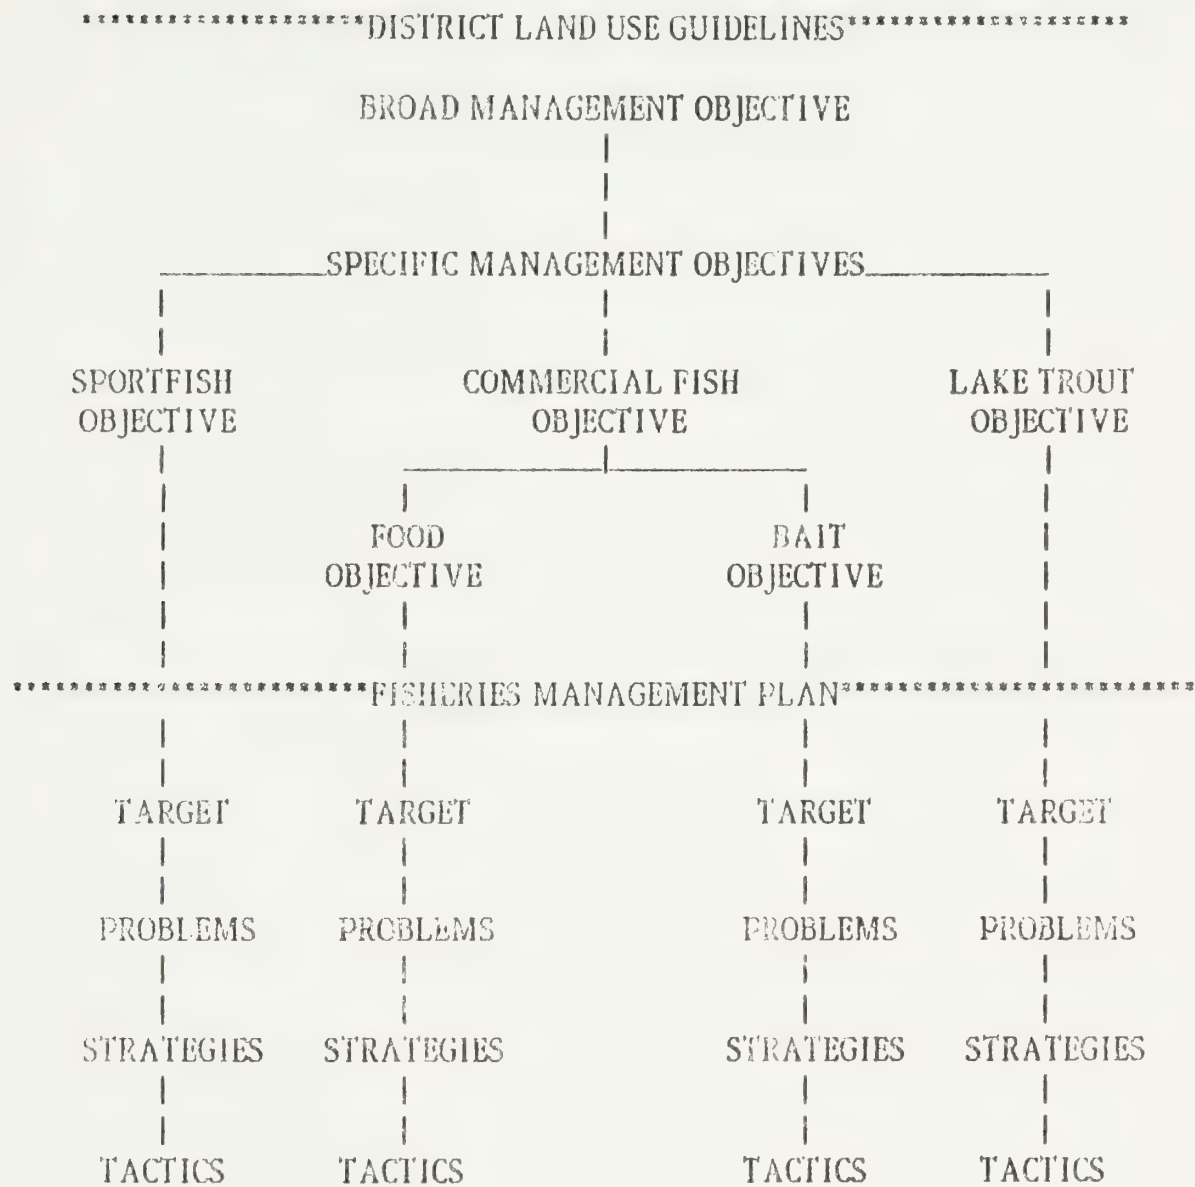 DISTRICT LAND USE GUIDELINES
BROAD MANAGEMENT OBJECTIVE
SPECIFIC MANAGEMENT OBJECTIVES
SPORTFISH OBJECTIVE
COMMERCIAL FISH OBJECTIVE
LAKE TROUT OBJECTIVE
FOOD OBJECTIVE
BAIT OBJECTIVE
FISHERIES MANAGEMENT PLAN
TARGET TARGET TARGET TARGET
PROBLEMS PROBLEMS PROBLEMS PROBLEMS
STRATEGIES STRATEGIES STRATEGIES STRATEGIES
TACTICS TACTICS TACTICS TACTICS